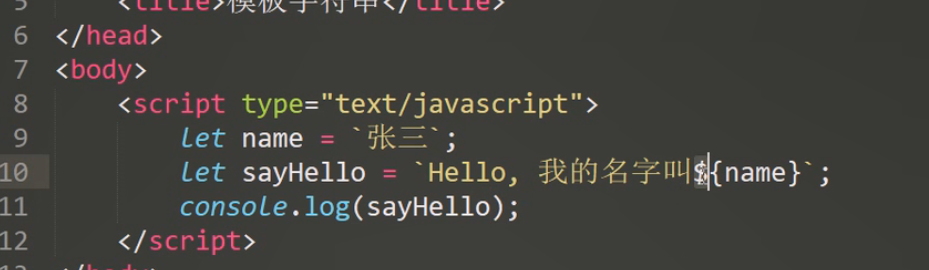 5 <title>模板字符串</title>
6 </head>
7 <body>
8 <script type="text/javascript">
9 let name = `张三`;
10 let sayHello = `Hello, 我的名字叫${name}`;
11 console.log(sayHello);
12 </script>
13 </body>